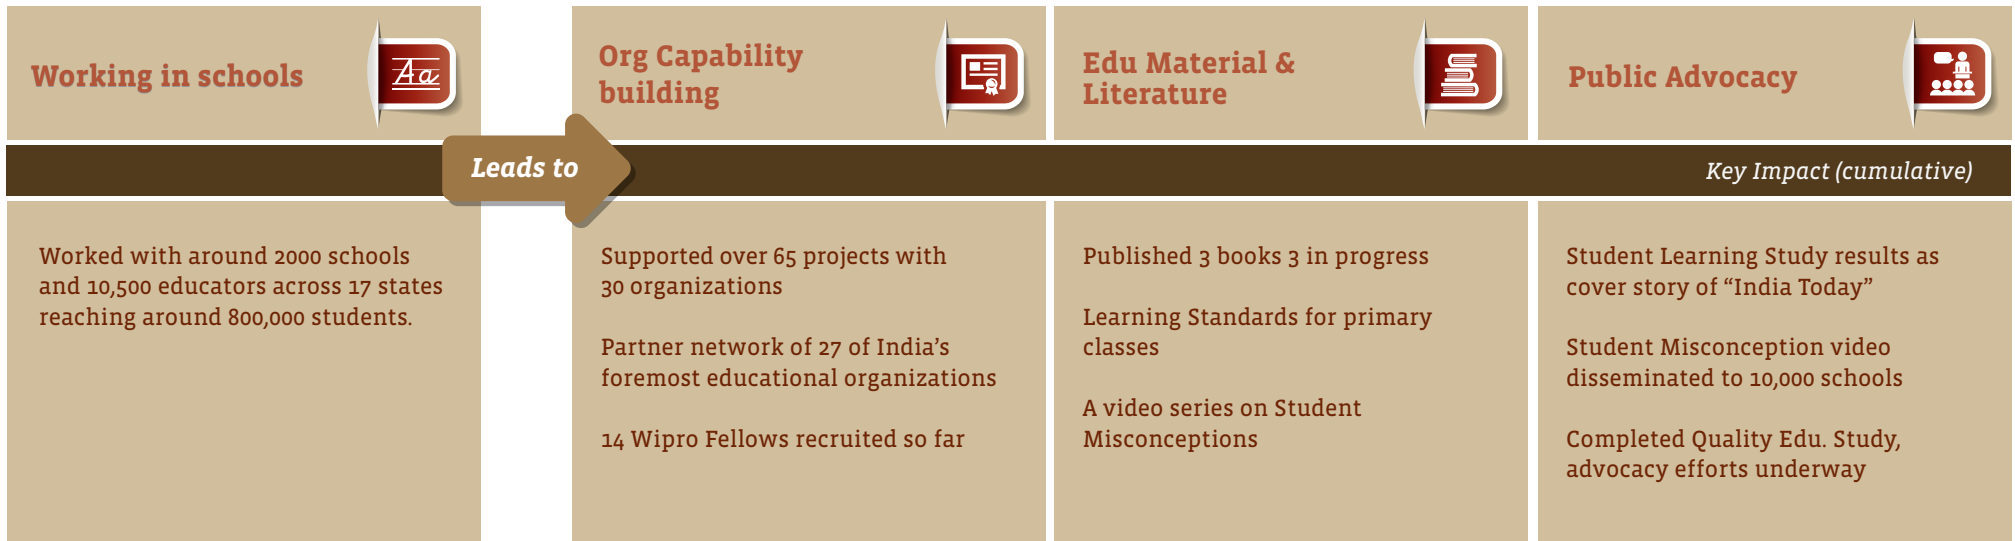 Working in schools
Aa
Org Capability
building
Edu Material &
Literature
Public Advocacy
Leads to
Key Impact (cumulative)
Worked with around 2000 schools
and 10,500 educators across 17 states
reaching around 800,000 students.
Supported over 65 projects with
30 organizations
Partner network of 27 of India’s
foremost educational organizations
14 Wipro Fellows recruited so far
Published 3 books 3 in progress
Learning Standards for primary
classes
A video series on Student
Misconceptions
Student Learning Study results as
cover story of “India Today”
Student Misconception video
disseminated to 10,000 schools
Completed Quality Edu. Study,
advocacy efforts underway